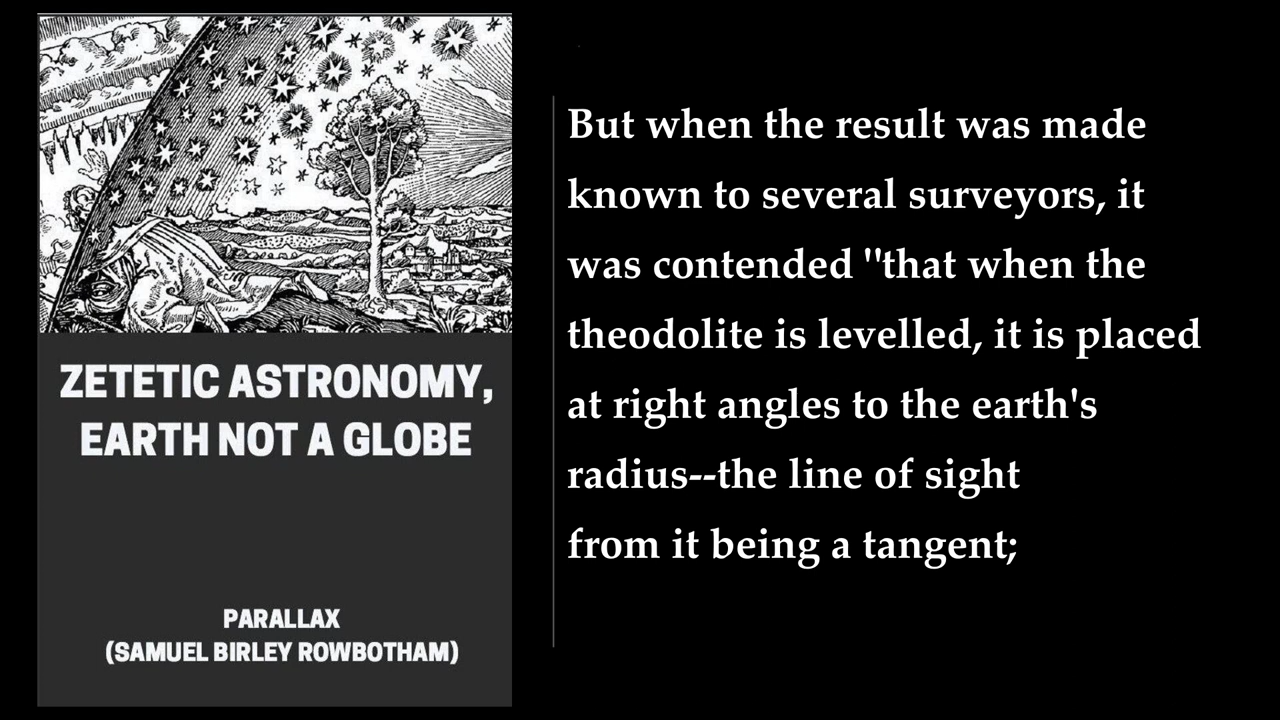 ZETETIC ASTRONOMY,
EARTH NOT A GLOBE
PARALLAX
(SAMUEL BIRLEY ROWBOTHAM)
But when the result was made
known to several surveyors, it
was contended "that when the
theodolite is levelled, it is placed
at right angles to the earth's
radius--the line of sight
from it being a tangent;